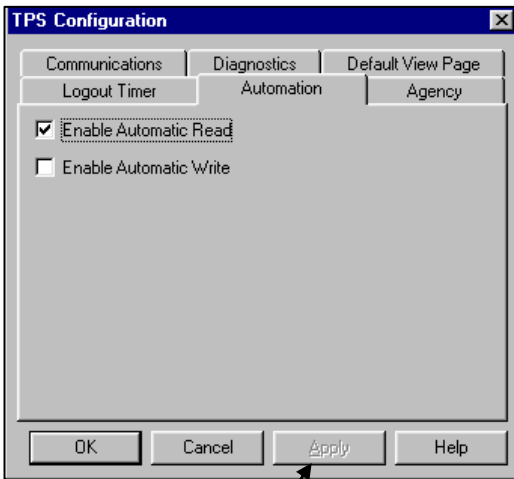 TPS Configuration
Communications Diagnostics Default View Page
Logout Timer Automation Agency
Enable Automatic Read
Enable Automatic Write
OK Cancel Apply Help